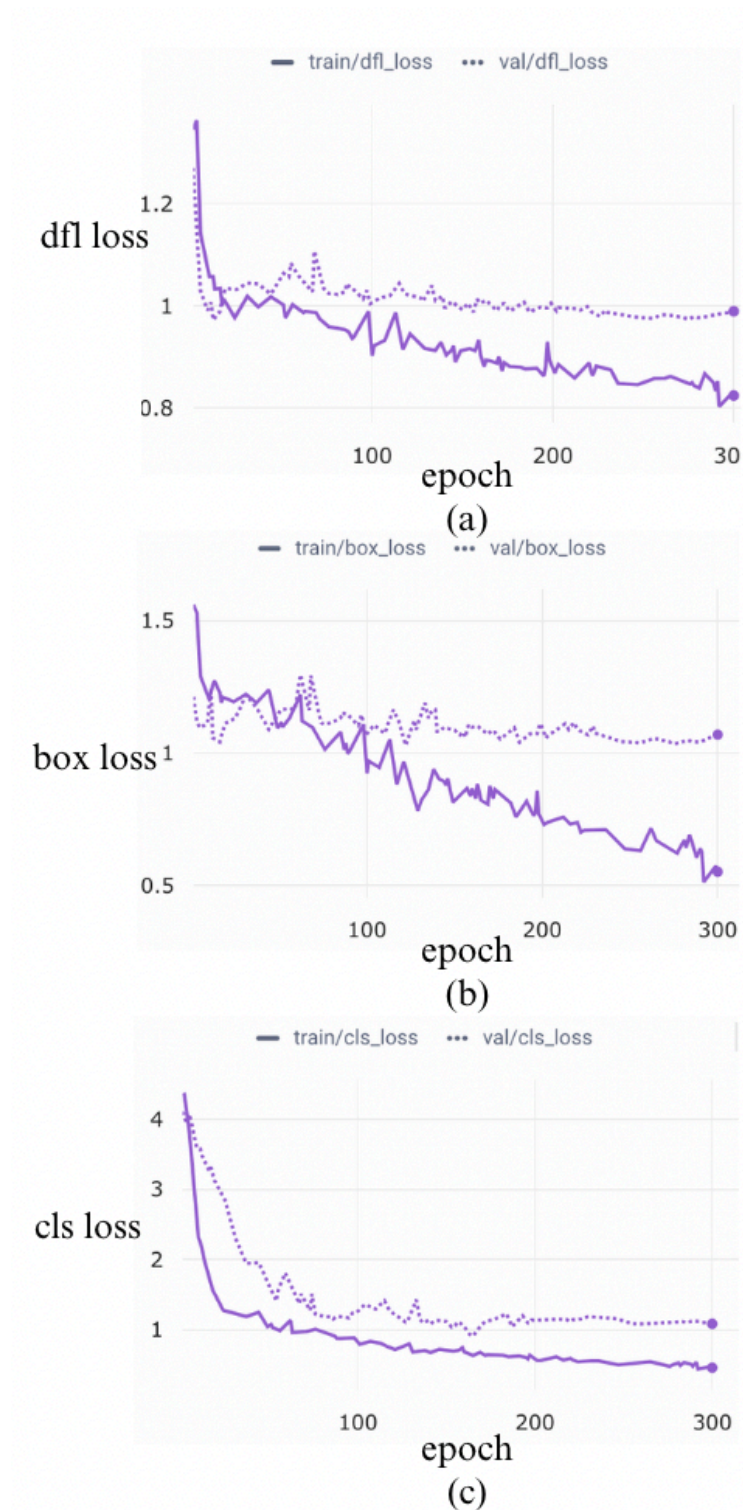 train/dfl_loss val/dfl_loss
1.2
dfl loss
1
0.8
100 200 30
epoch
(a)
train/box_loss val/box_loss
1.5
box loss 1
0.5
100 200 300
epoch
(b)
train/cls_loss val/cls_loss
4
3
cls loss
2
1
100 200 300
epoch
(c)